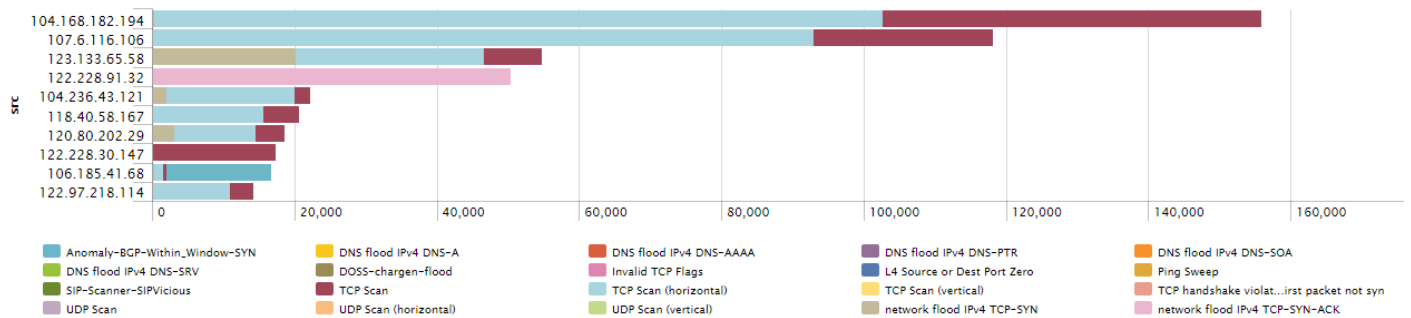 src
104.168.182.194
107.6.116.106
123.133.65.58
122.228.91.32
104.236.43.121
118.40.58.167
120.80.202.29
122.228.30.147
106.185.41.68
122.97.218.114
0 20,000 40,000 60,000 80,000 100,000 120,000 140,000 160,000
Anomaly-BGP-Within_Window-SYN DNS flood IPv4 DNS-A DNS flood IPv4 DNS-AAAA DNS flood IPv4 DNS-PTR DNS flood IPv4 DNS-SOA
DNS flood IPv4 DNS-SRV DOSS-chargen-flood Invalid TCP Flags L4 Source or Dest Port Zero Ping Sweep
SIP-Scanner-SIPVicious TCP Scan TCP Scan (horizontal) TCP Scan (vertical) TCP handshake violat...irst packet not syn
UDP Scan UDP Scan (horizontal) UDP Scan (vertical) network flood IPv4 TCP-SYN network flood IPv4 TCP-SYN-ACK